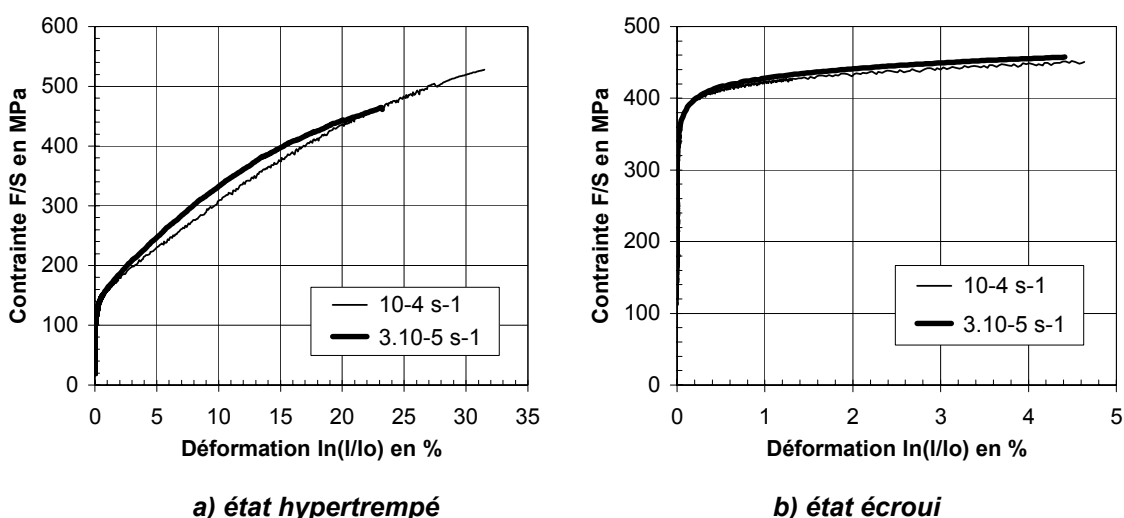 600
500
400
300
200
100
0
Contrainte F/S en MPa
10-4 s-1
3.10-5 s-1
0 5 10 15 20 25 30 35
Déformation ln(l/lo) en %
a) état hypertrempé
500
400
300
200
100
0
Contrainte F/S en MPa
10-4 s-1
3.10-5 s-1
0 1 2 3 4 5
Déformation ln(l/lo) en %
b) état écroui